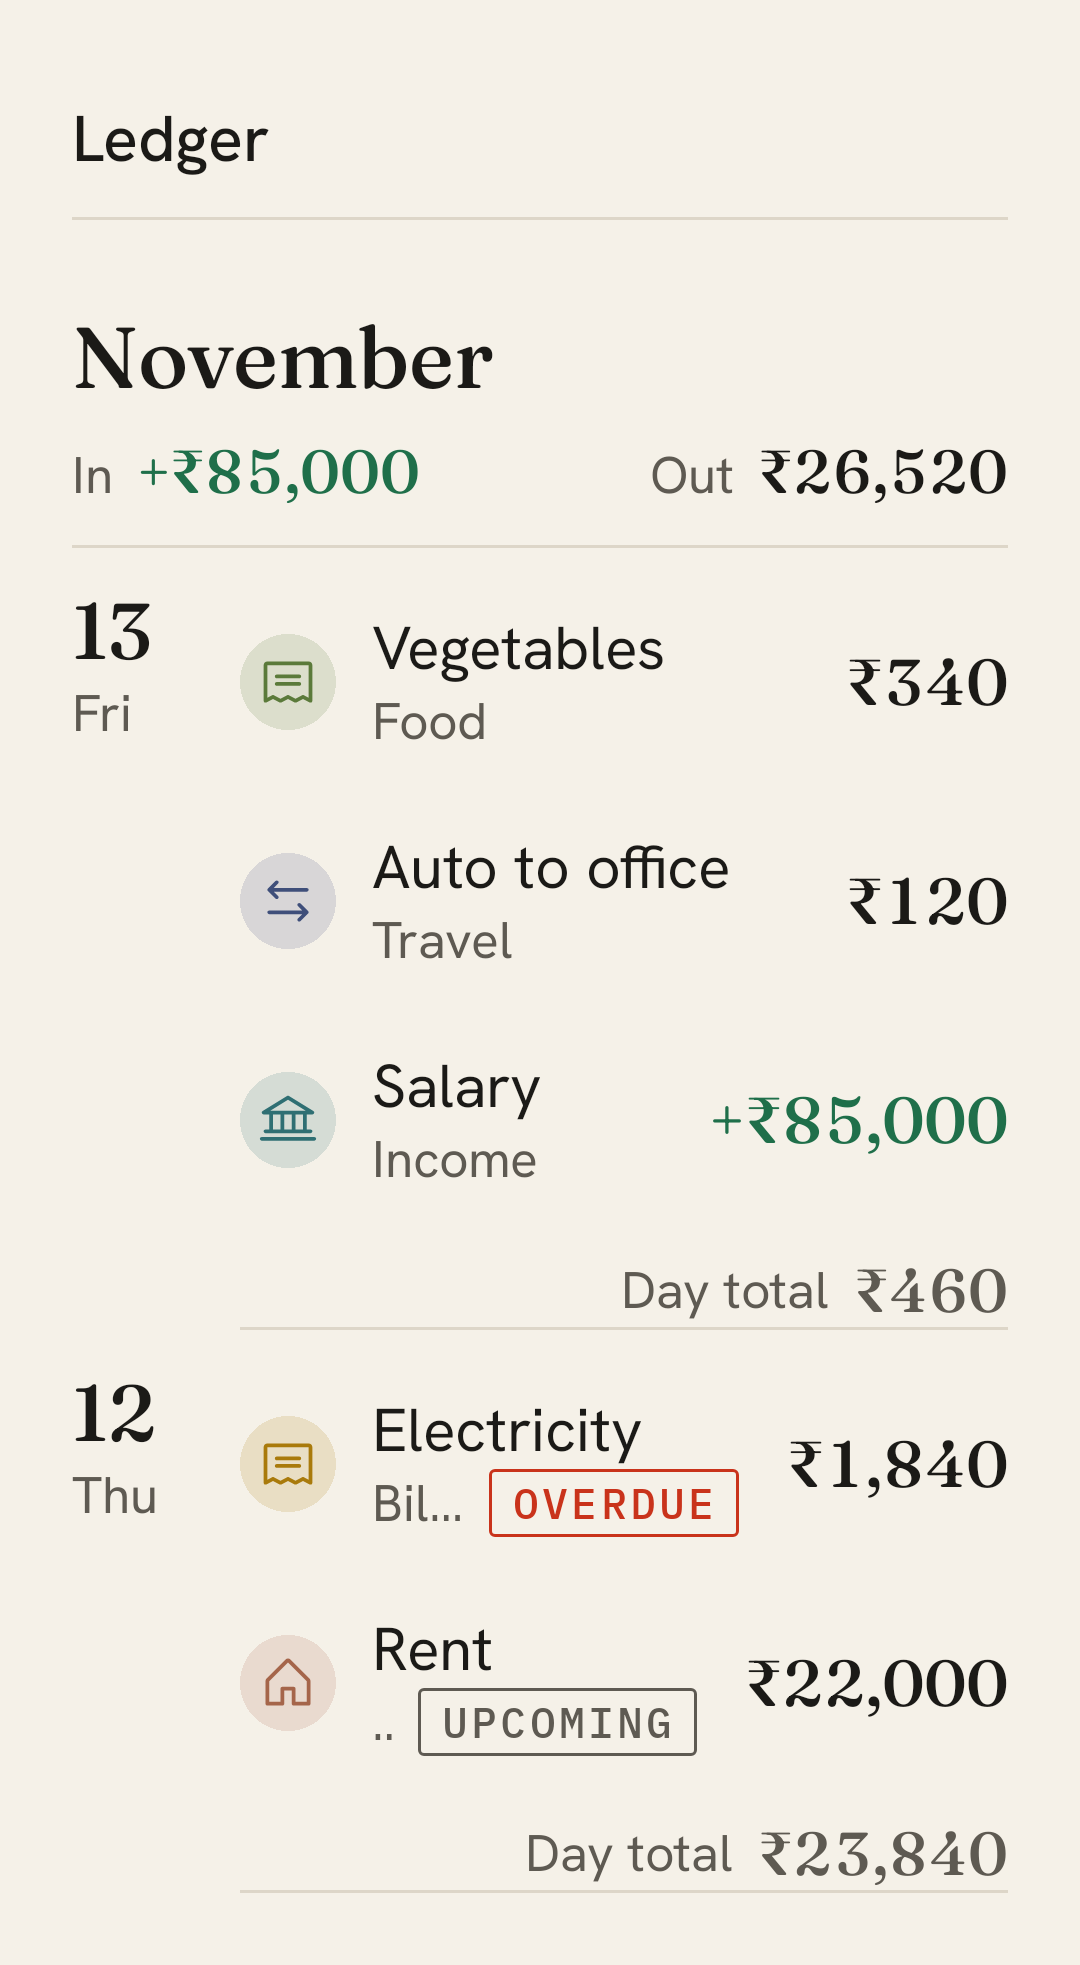 Ledger
November
In +₹85,000 Out ₹26,520
13
Fri
Vegetables
Food
₹340
Auto to office
Travel
₹120
Salary
Income
+₹85,000
Day total ₹460
12
Thu
Electricity
Bil... OVERDUE
₹1,840
Rent
.. UPCOMING
₹22,000
Day total ₹23,840